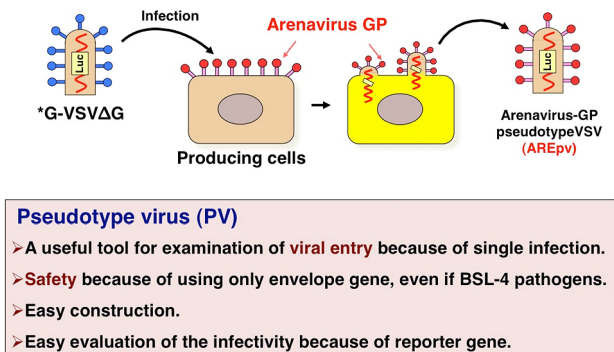 Infection
Arenavirus GP
Luc
Luc
*G-VSVΔG
Producing cells
Arenavirus-GP
pseudotypeVSV
(AREpv)
Pseudotype virus (PV)
➢A useful tool for examination of viral entry because of single infection.
➢Safety because of using only envelope gene, even if BSL-4 pathogens.
➢Easy construction.
➢Easy evaluation of the infectivity because of reporter gene.